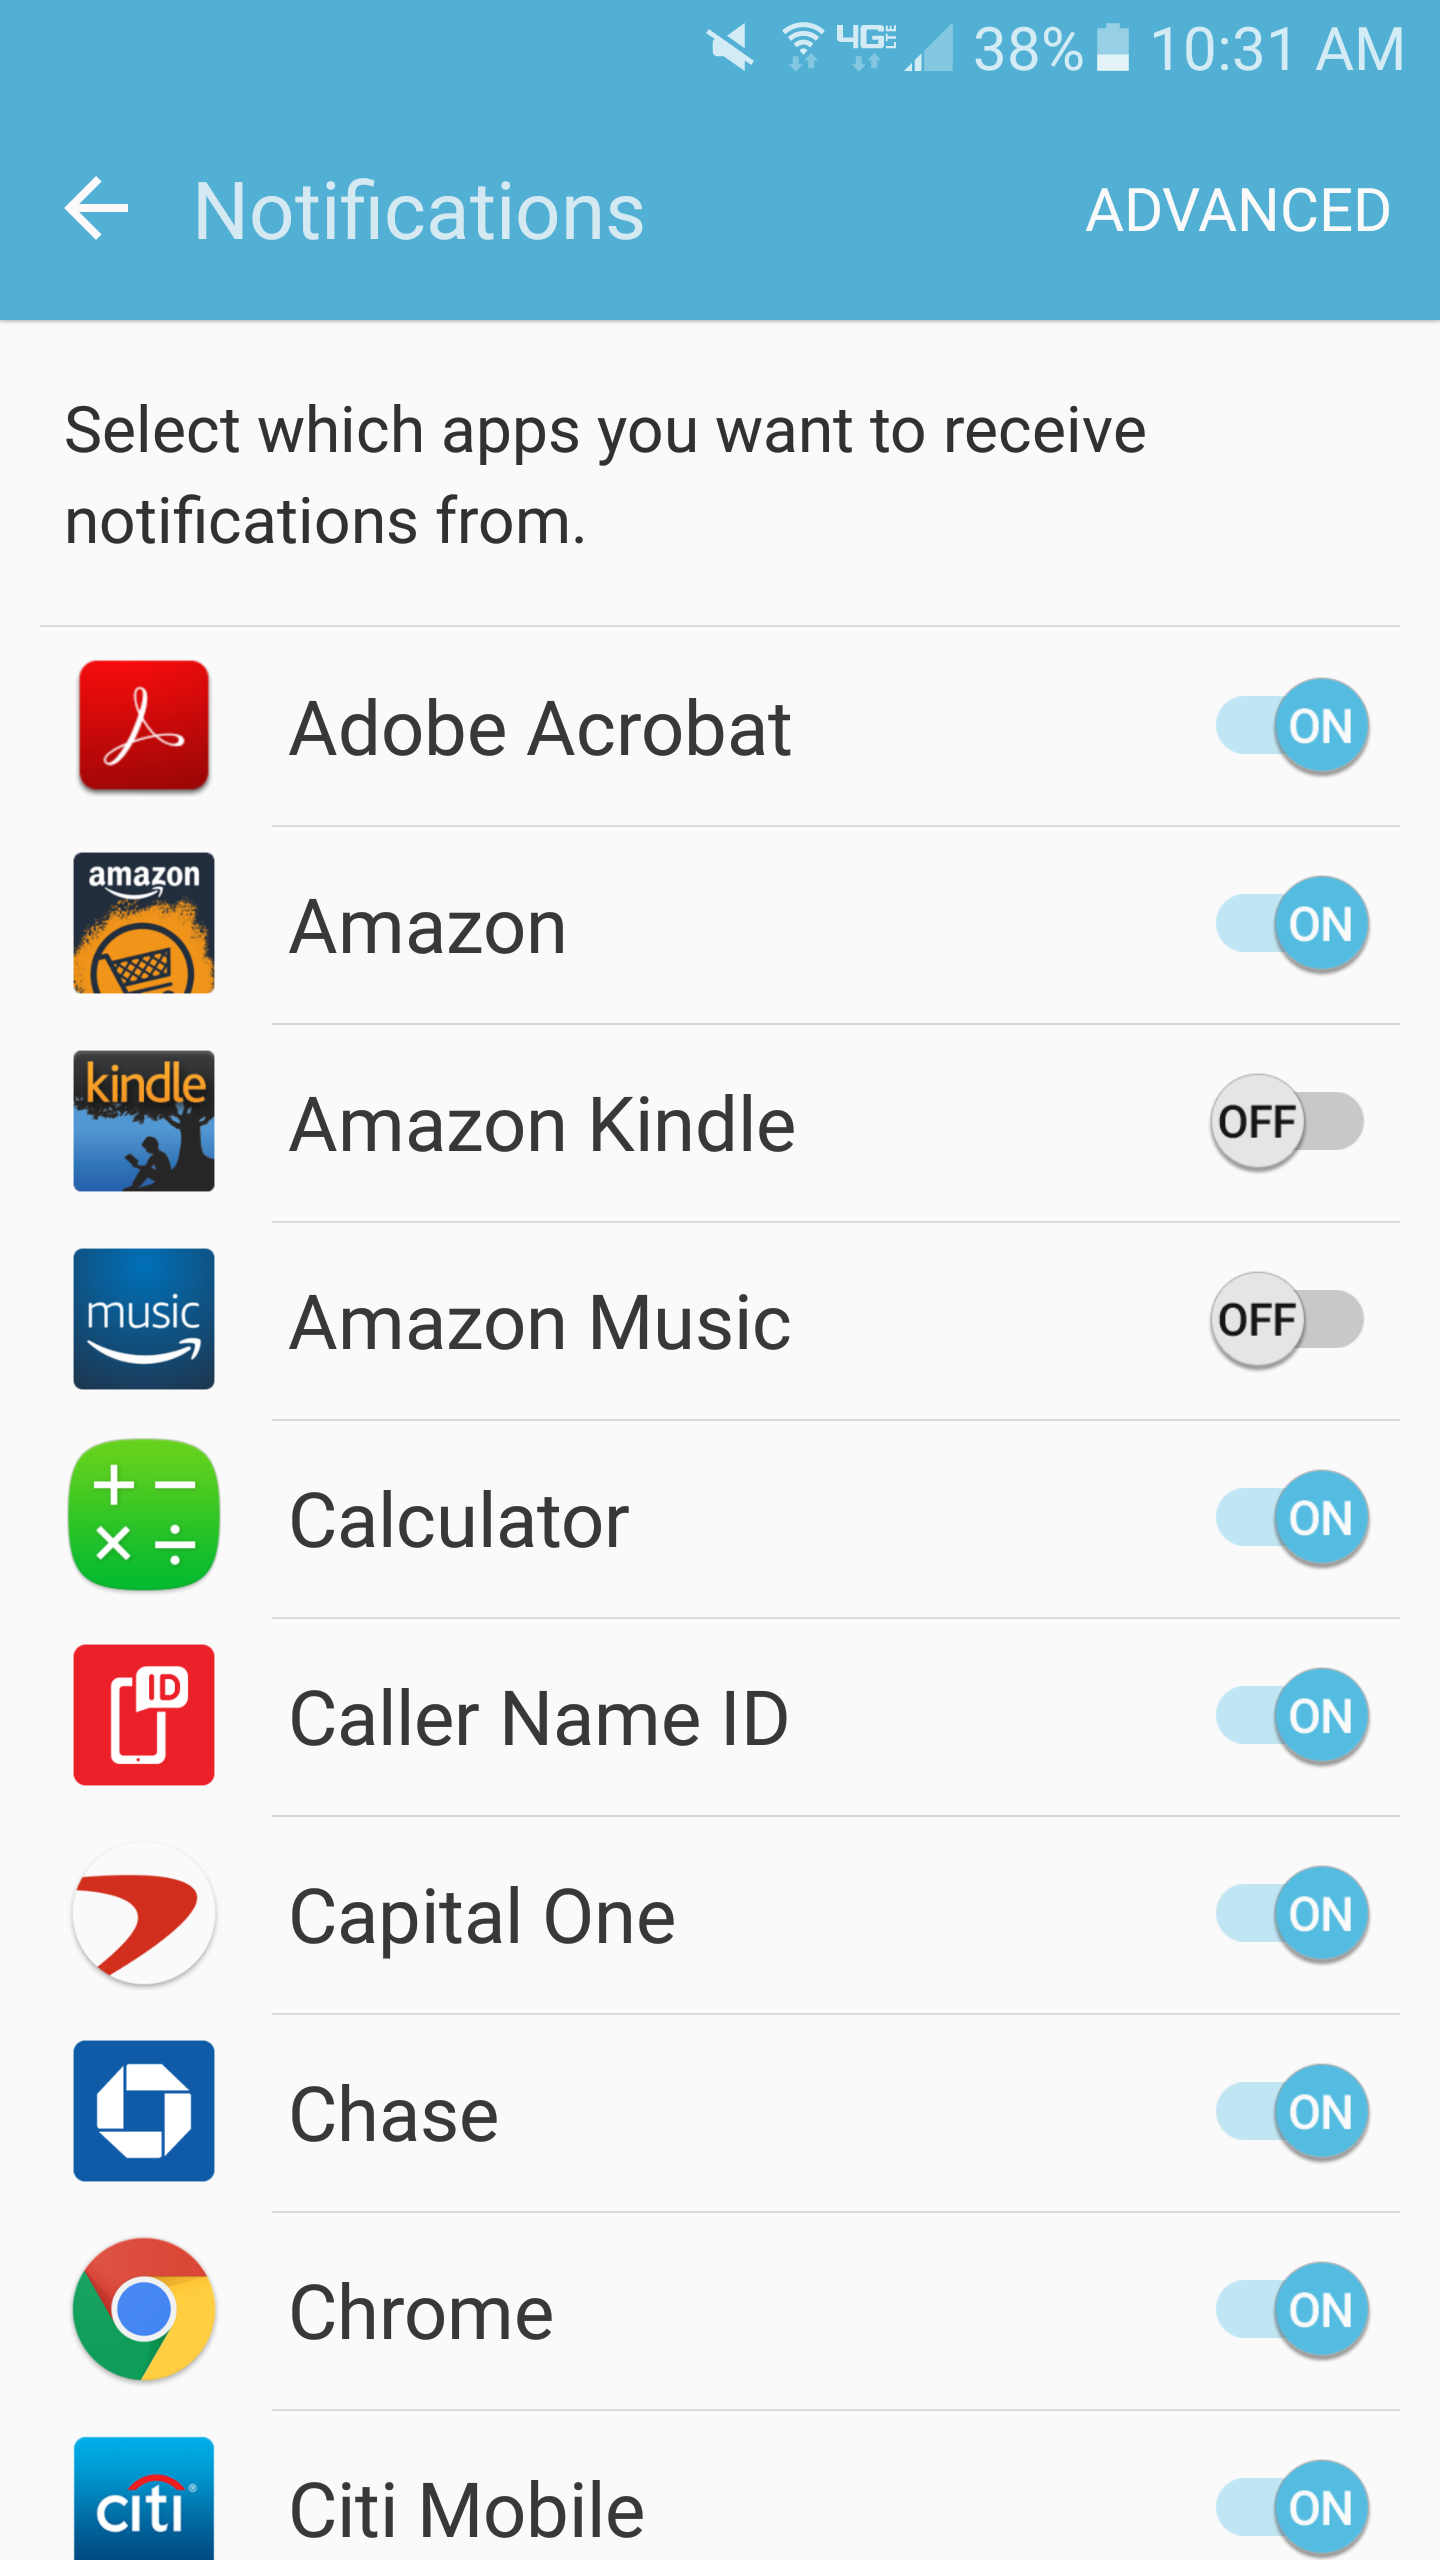 4G LTE 38% 10:31 AM
Notifications ADVANCED
Select which apps you want to receive
notifications from.
Adobe Acrobat ON
amazon
Amazon ON
kindle
Amazon Kindle OFF
music
Amazon Music OFF
Calculator ON
ID
Caller Name ID ON
Capital One ON
Chase ON
Chrome ON
citi®
Citi Mobile ON